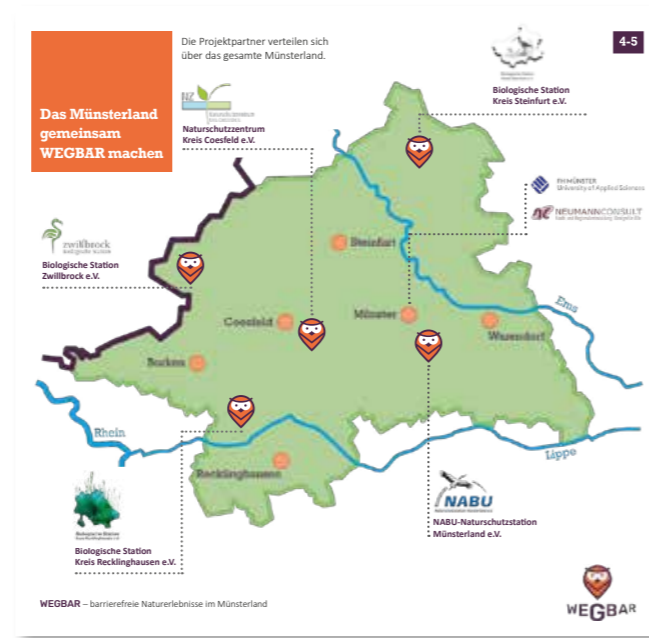 Das Münsterland
gemeinsam
WEGBAR machen
Die Projektpartner verteilen sich
über das gesamte Münsterland.
4-5
Biologische Station
Kreis Steinfurt e.V.
NZ
Naturschutzzentrum
Kreis Coesfeld e.V.
FH MÜNSTER
University of Applied Sciences
NEUMANNCONSULT
zwillbrock
Biologische Station
Zwillbrock e.V.
Steinfurt
Ems
Coesfeld
Münster
Warendorf
Borken
Rhein
Lippe
Recklinghausen
NABU
NABU-Naturschutzstation
Münsterland e.V.
Biologische Station
Kreis Recklinghausen e.V.
WEGBAR – barrierefreie Naturerlebnisse im Münsterland
WEGBAR